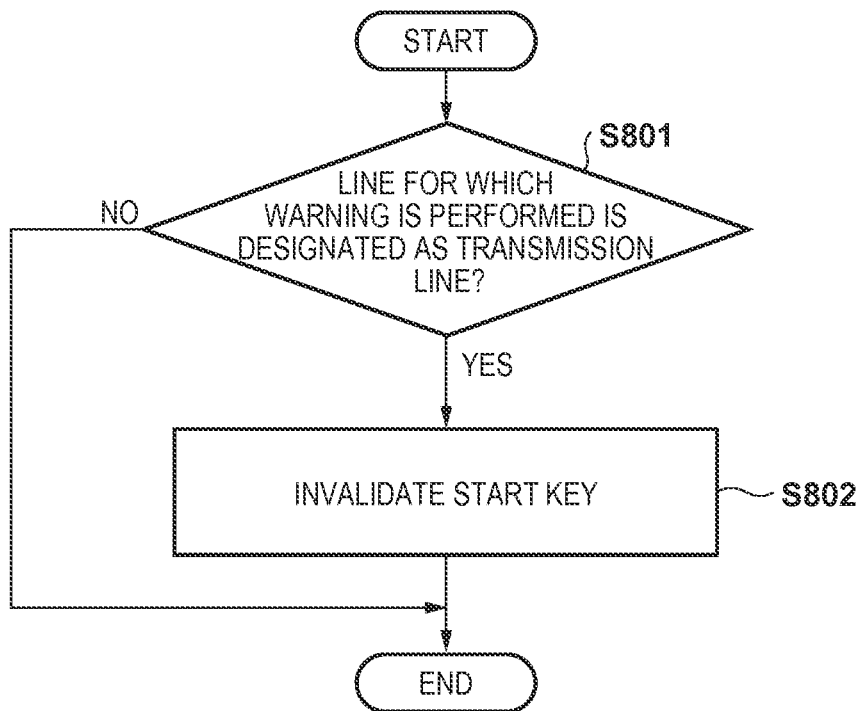 START
S801
LINE FOR WHICH
WARNING IS PERFORMED IS
DESIGNATED AS TRANSMISSION
LINE?
NO
YES
INVALIDATE START KEY
S802
END